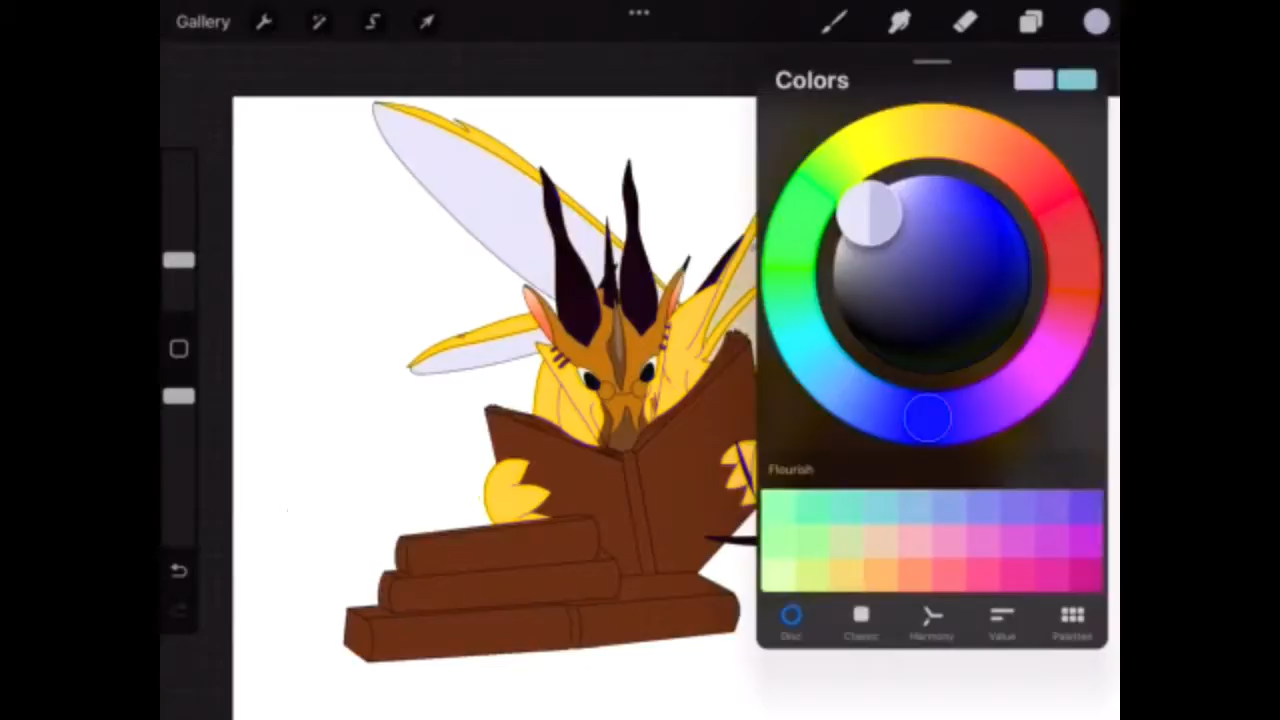 Gallery
Colors
Flourish
Disc
Classic
Harmony
Value
Palettes